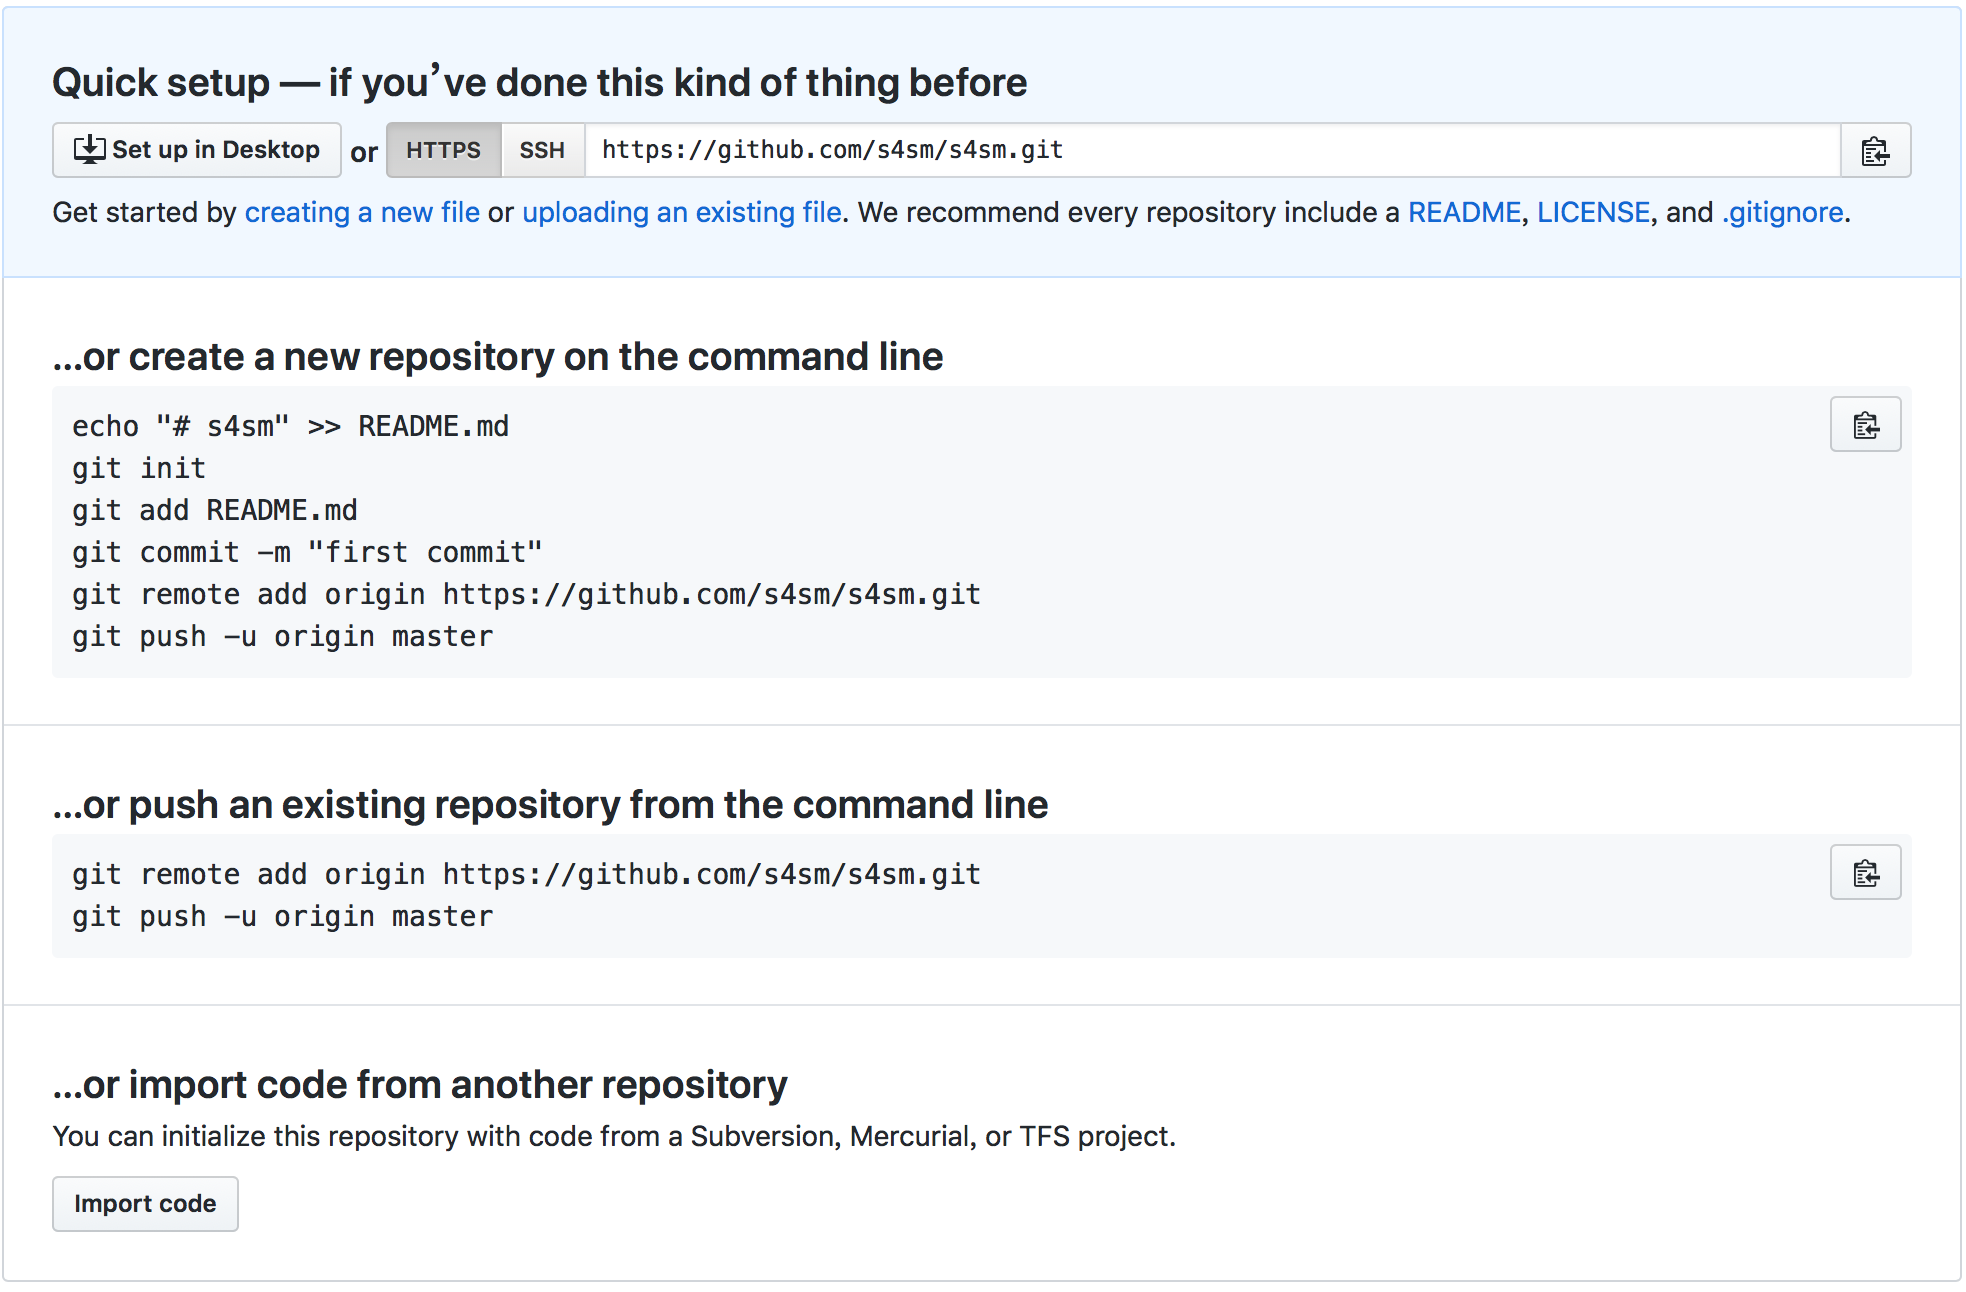 Quick setup — if you’ve done this kind of thing before
Set up in Desktop or HTTPS SSH https://github.com/s4sm/s4sm.git
Get started by creating a new file or uploading an existing file. We recommend every repository include a README, LICENSE, and .gitignore.
…or create a new repository on the command line
echo "# s4sm" >> README.md
git init
git add README.md
git commit -m "first commit"
git remote add origin https://github.com/s4sm/s4sm.git
git push -u origin master
…or push an existing repository from the command line
git remote add origin https://github.com/s4sm/s4sm.git
git push -u origin master
…or import code from another repository
You can initialize this repository with code from a Subversion, Mercurial, or TFS project.
Import code